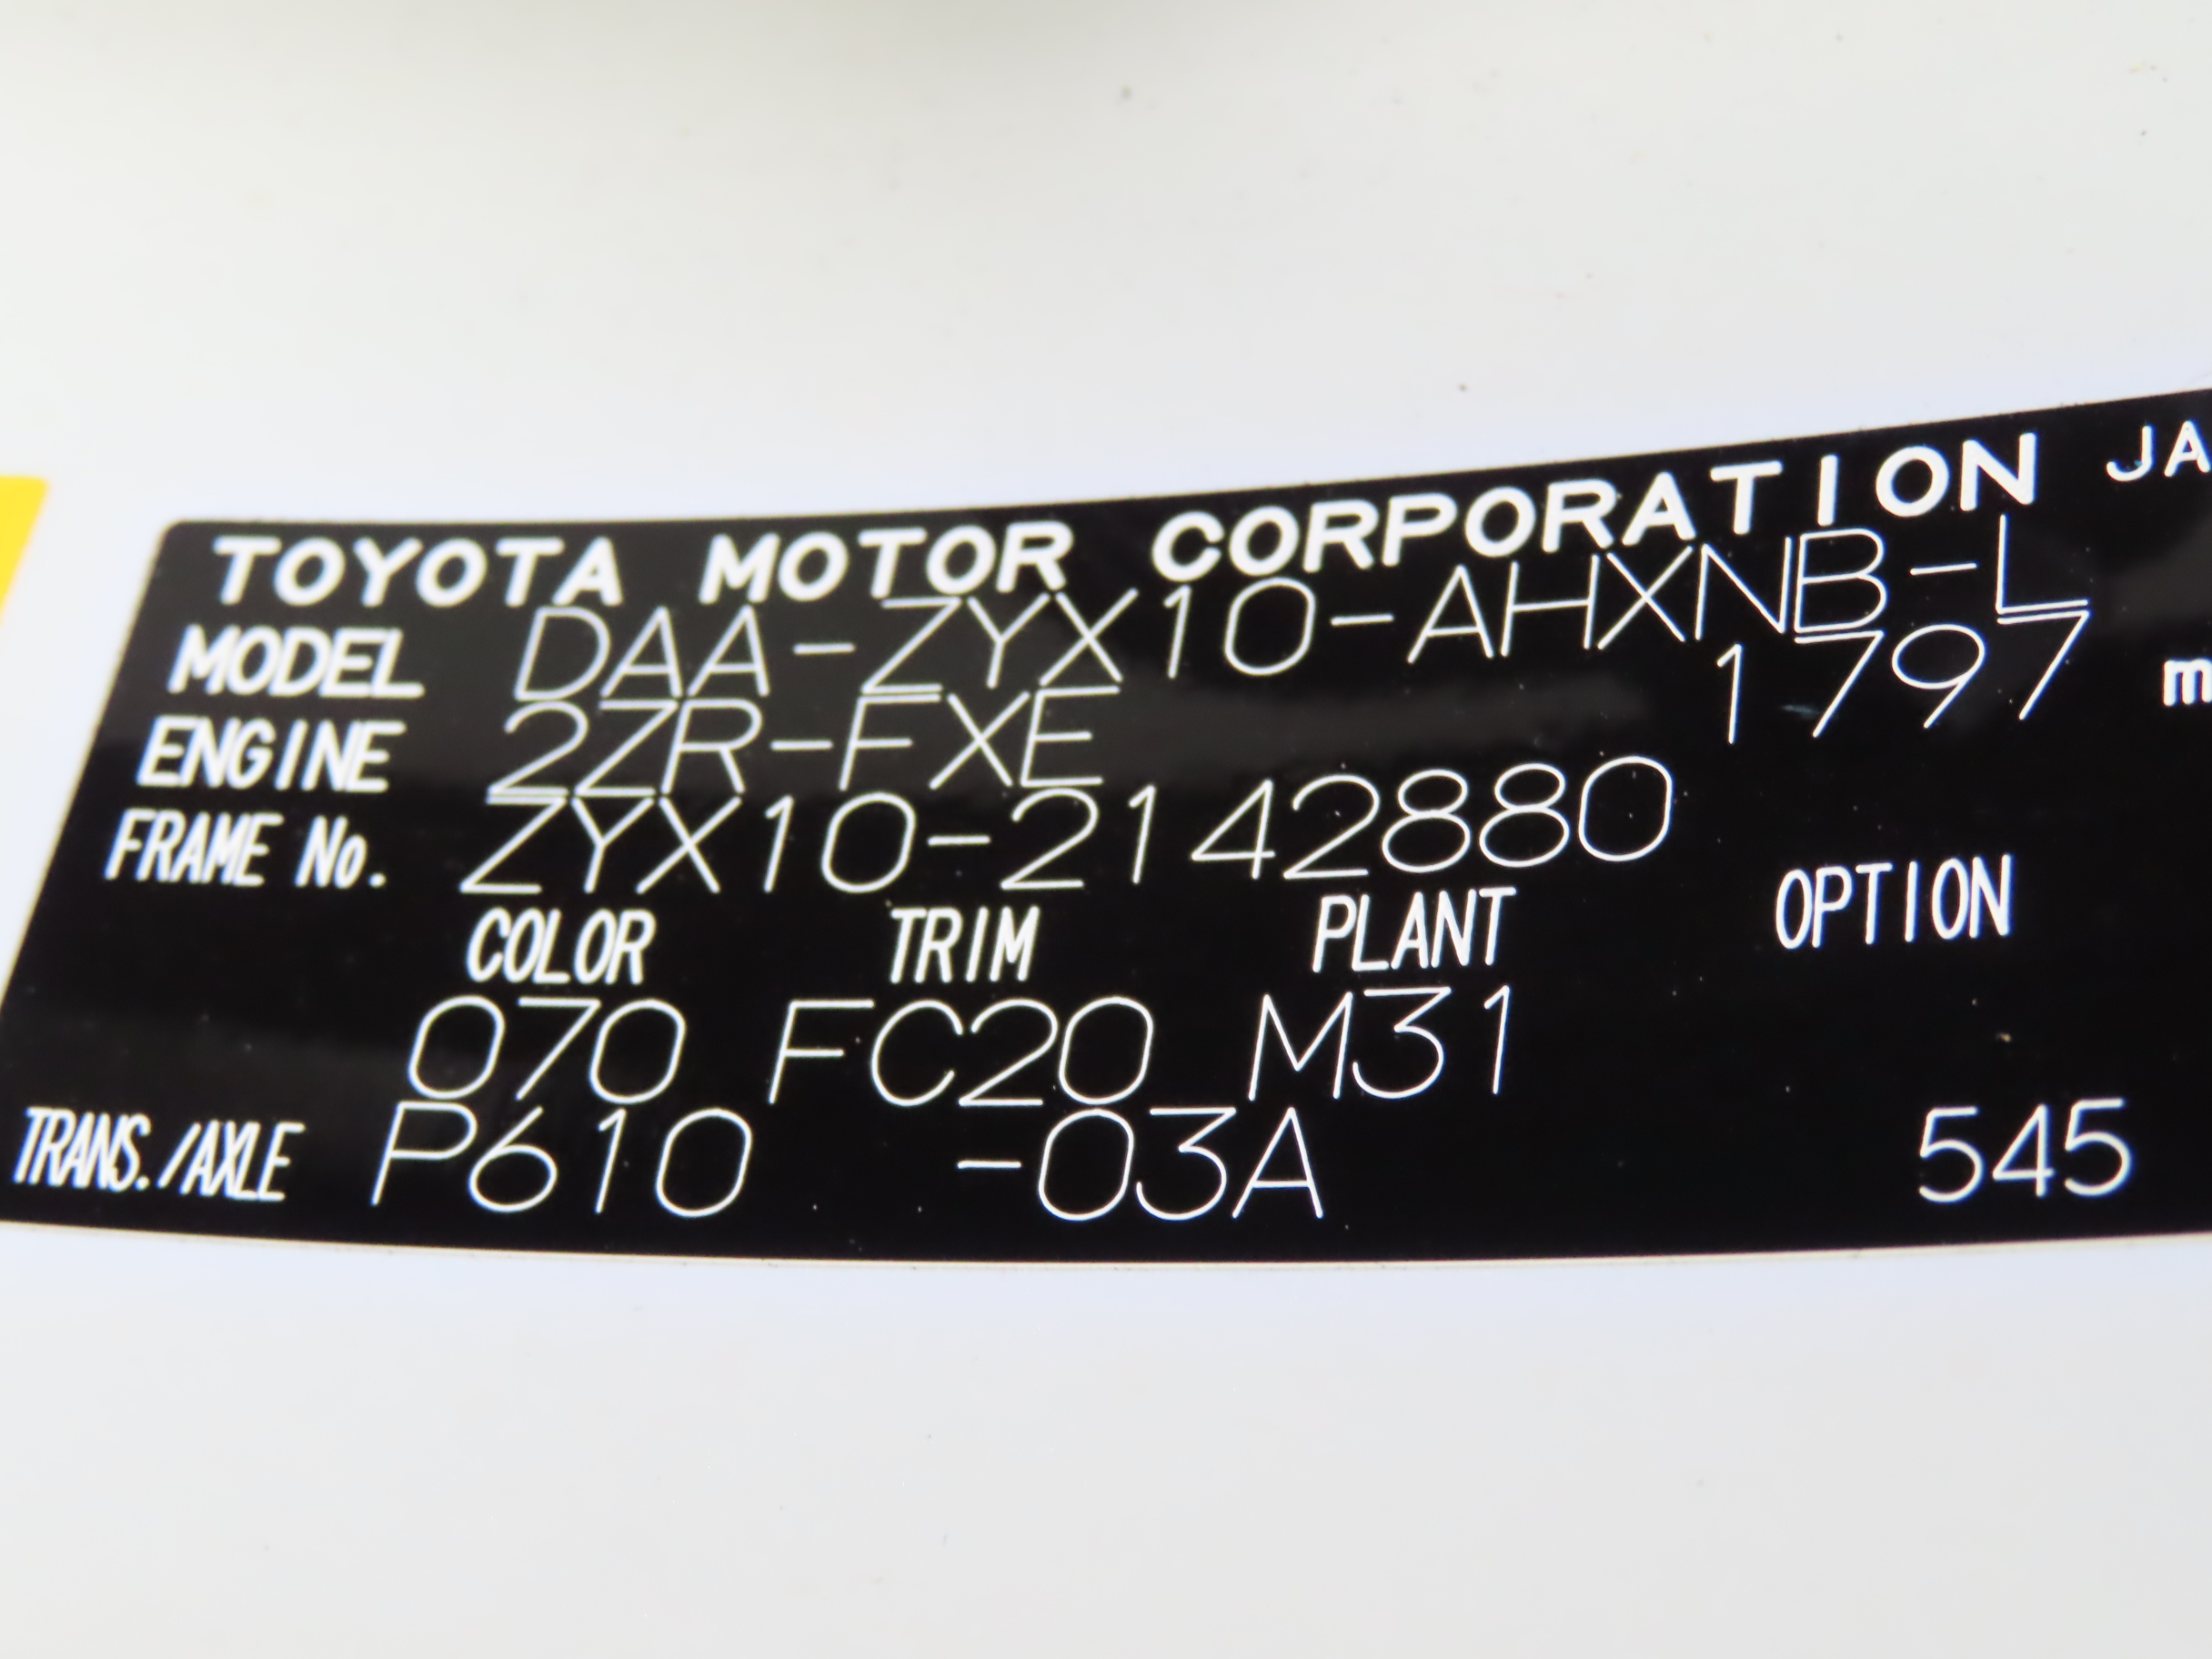 TOYOTA MOTOR CORPORATION JA
MODEL DAA-ZYX10-AHXNB-L
ENGINE 2ZR-FXE 1797 m
FRAME No. ZYX10-2142880
COLOR TRIM PLANT OPTION
070 FC20 M31
TRANS./AXLE P610 -03A 545